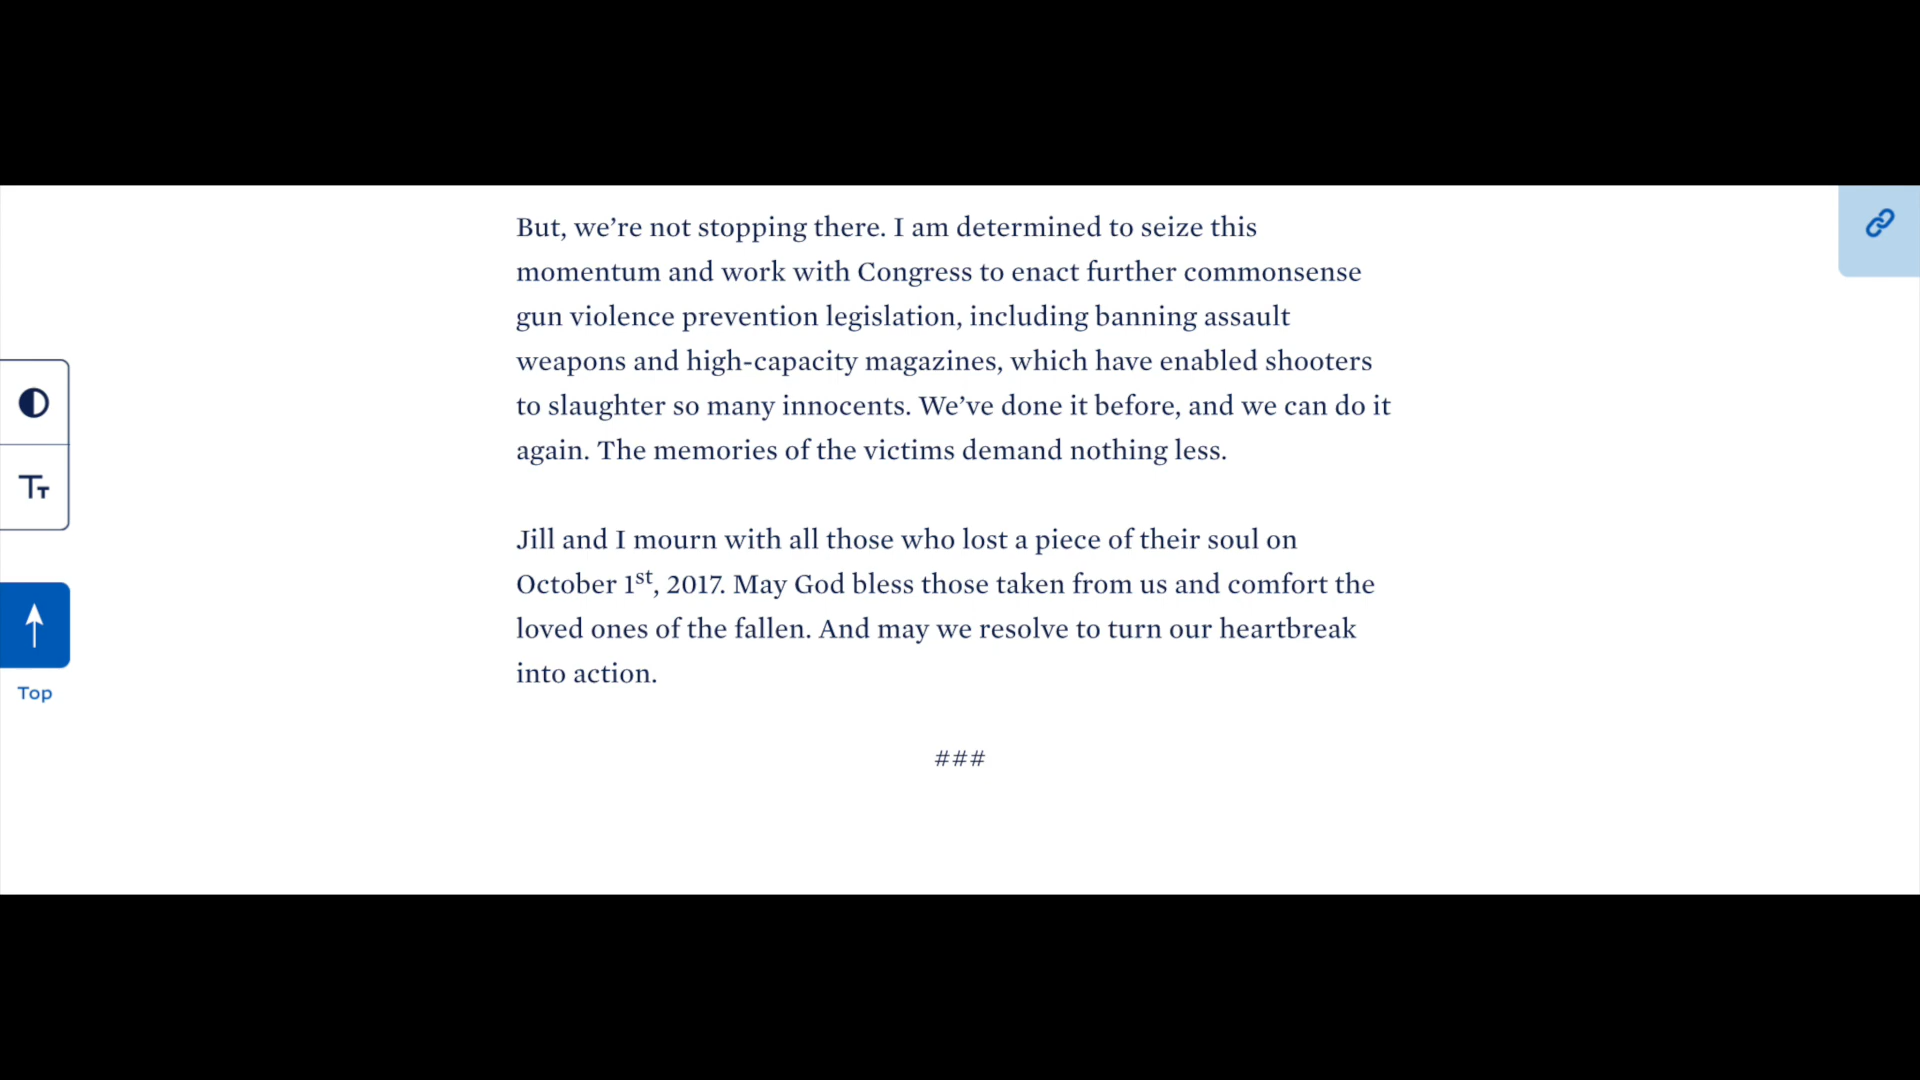 But, we’re not stopping there. I am determined to seize this
momentum and work with Congress to enact further commonsense
gun violence prevention legislation, including banning assault
weapons and high-capacity magazines, which have enabled shooters
to slaughter so many innocents. We’ve done it before, and we can do it
again. The memories of the victims demand nothing less.
Jill and I mourn with all those who lost a piece of their soul on
October 1st, 2017. May God bless those taken from us and comfort the
loved ones of the fallen. And may we resolve to turn our heartbreak
into action.
###
TT
Top